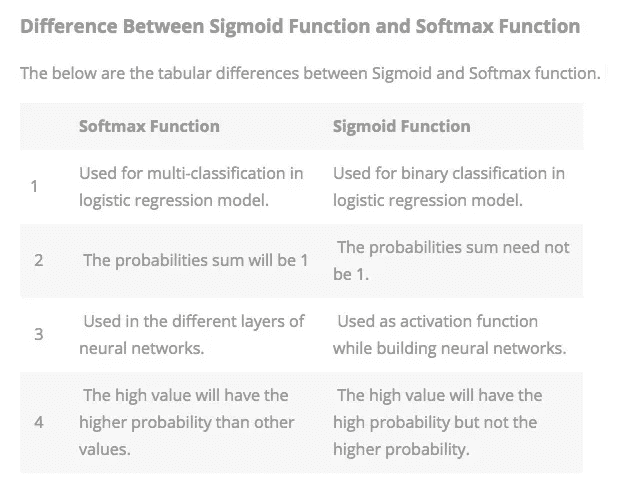 Difference Between Sigmoid Function and Softmax Function
The below are the tabular differences between Sigmoid and Softmax function.
Softmax Function Sigmoid Function
1
Used for multi-classification in
logistic regression model.
Used for binary classification in
logistic regression model.
2
The probabilities sum will be 1
The probabilities sum need not
be 1.
3
Used in the different layers of
neural networks.
Used as activation function
while building neural networks.
4
The high value will have the
higher probability than other
values.
The high value will have the
high probability but not the
higher probability.